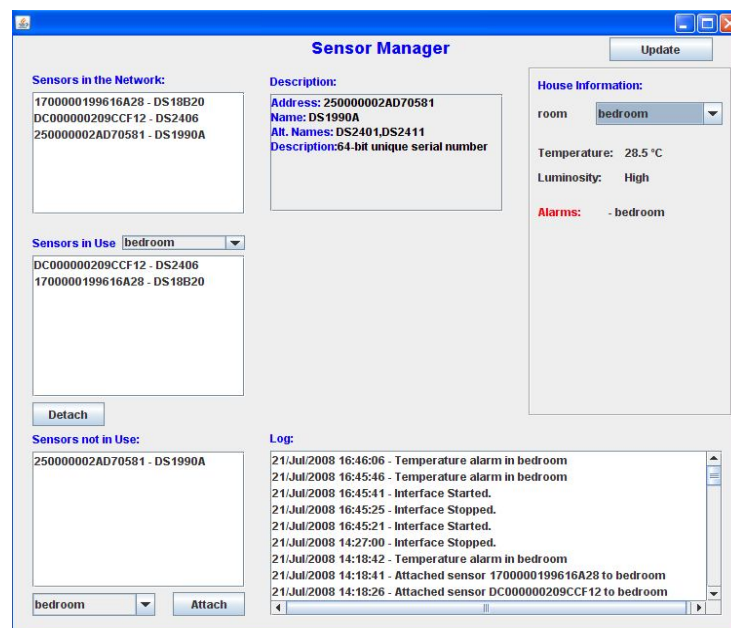 Sensor Manager
Update
Sensors in the Network:
1700000199616A28 - DS18B20
DC000000209CCF12 - DS2406
250000002AD70581 - DS1990A
Description:
Address: 250000002AD70581
Name: DS1990A
Alt. Names: DS2401,DS2411
Description:64-bit unique serial number
House Information:
room bedroom
Temperature: 28.5 °C
Luminosity: High
Alarms: - bedroom
Sensors in Use bedroom
DC000000209CCF12 - DS2406
1700000199616A28 - DS18B20
Detach
Sensors not in Use:
250000002AD70581 - DS1990A
bedroom
Attach
Log:
21/Jul/2008 16:46:06 - Temperature alarm in bedroom
21/Jul/2008 16:45:46 - Temperature alarm in bedroom
21/Jul/2008 16:45:41 - Interface Started.
21/Jul/2008 16:45:25 - Interface Stopped.
21/Jul/2008 16:45:21 - Interface Started.
21/Jul/2008 14:27:00 - Interface Stopped.
21/Jul/2008 14:18:42 - Temperature alarm in bedroom
21/Jul/2008 14:18:41 - Attached sensor 1700000199616A28 to bedroom
21/Jul/2008 14:18:26 - Attached sensor DC000000209CCF12 to bedroom